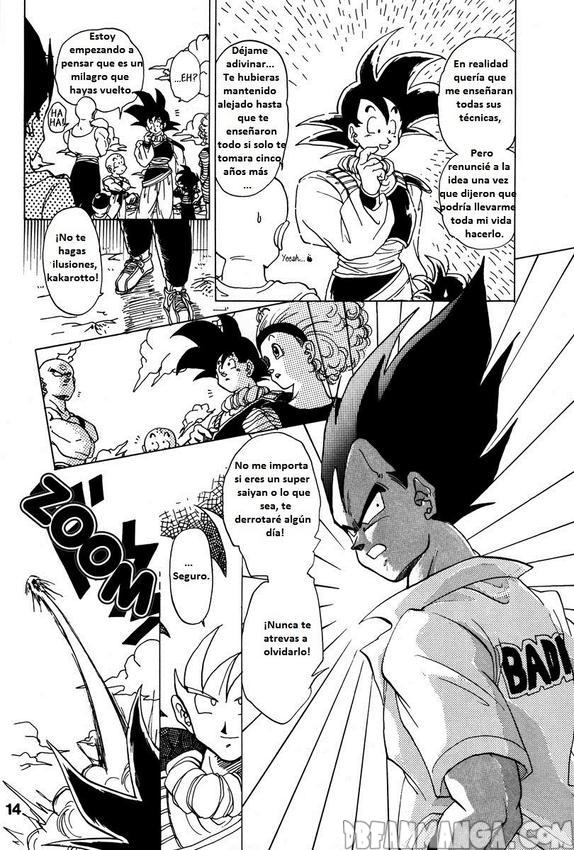 Estoy
empezando a
pensar que es un
milagro que
hayas vuelto.
...EH?
HA
HA!
Déjame
adivinar...
Te hubieras
mantenido
alejado hasta
que te
enseñaron
todo si solo te
tomara cinco
años más
...
En realidad
quería que
me enseñaran
todas sus
técnicas,
Pero
renuncié a la
idea una vez
que dijeron que
podría llevarme
toda mi vida
hacerlo.
Yeeah...
¡No te
hagas
ilusiones,
kakarotto!
No me importa
si eres un super
saiyan o lo que
sea, te
derrotaré algún
día!
¡Nunca te
atrevas a
olvidarlo!
ZOOM
...
Seguro.
BADI
14
DBFANMANGA.COM